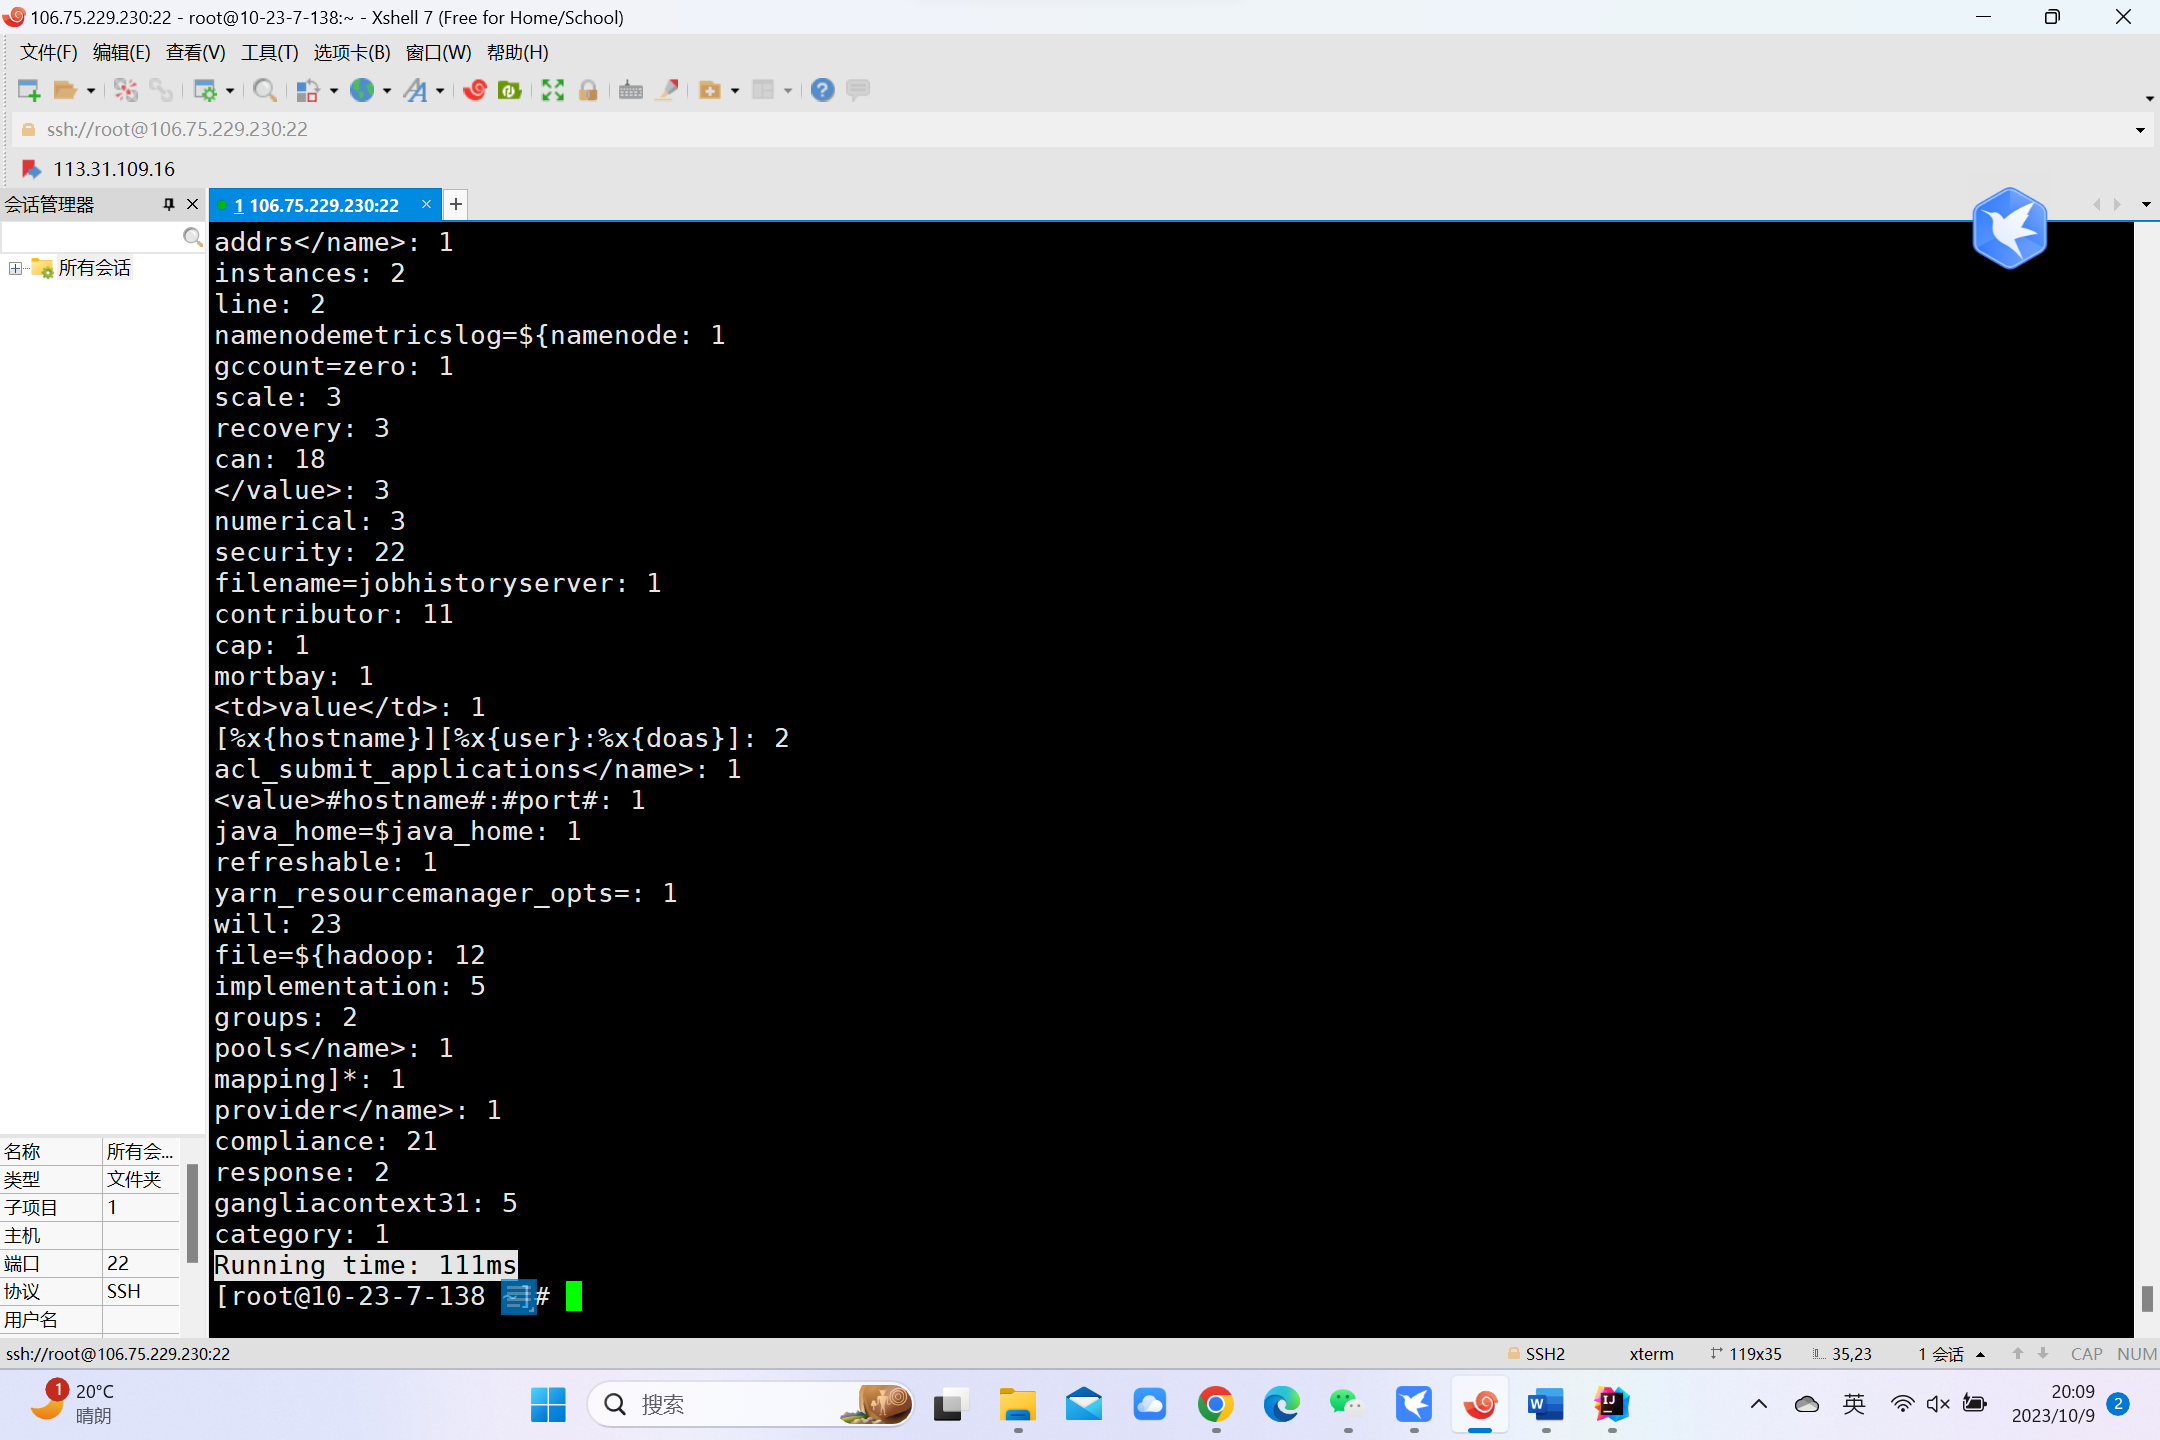 106.75.229.230:22 - root@10-23-7-138:~ - Xshell 7 (Free for Home/School)
文件(F) 编辑(E) 查看(V) 工具(T) 选项卡(B) 窗口(W) 帮助(H)
ssh://root@106.75.229.230:22
113.31.109.16
会话管理器
1 106.75.229.230:22
所有会话
addrs</name>: 1
instances: 2
line: 2
namenodemetricslog=${namenode: 1
gccount=zero: 1
scale: 3
recovery: 3
can: 18
</value>: 3
numerical: 3
security: 22
filename=jobhistoryserver: 1
contributor: 11
cap: 1
mortbay: 1
<td>value</td>: 1
[%x{hostname}][%x{user}:%x{doas}]: 2
acl_submit_applications</name>: 1
<value>#hostname#:#port#: 1
java_home=$java_home: 1
refreshable: 1
yarn_resourcemanager_opts=: 1
will: 23
file=${hadoop: 12
implementation: 5
groups: 2
pools</name>: 1
mapping]*: 1
provider</name>: 1
compliance: 21
response: 2
gangliacontext31: 5
category: 1
Running time: 111ms
[root@10-23-7-138 ~]#
名称 所有会...
类型 文件夹
子项目 1
主机
端口 22
协议 SSH
用户名
ssh://root@106.75.229.230:22 SSH2 xterm 119x35 35,23 1 会话 CAP NUM
1 20°C
晴朗
搜索
英
20:09
2023/10/9
2